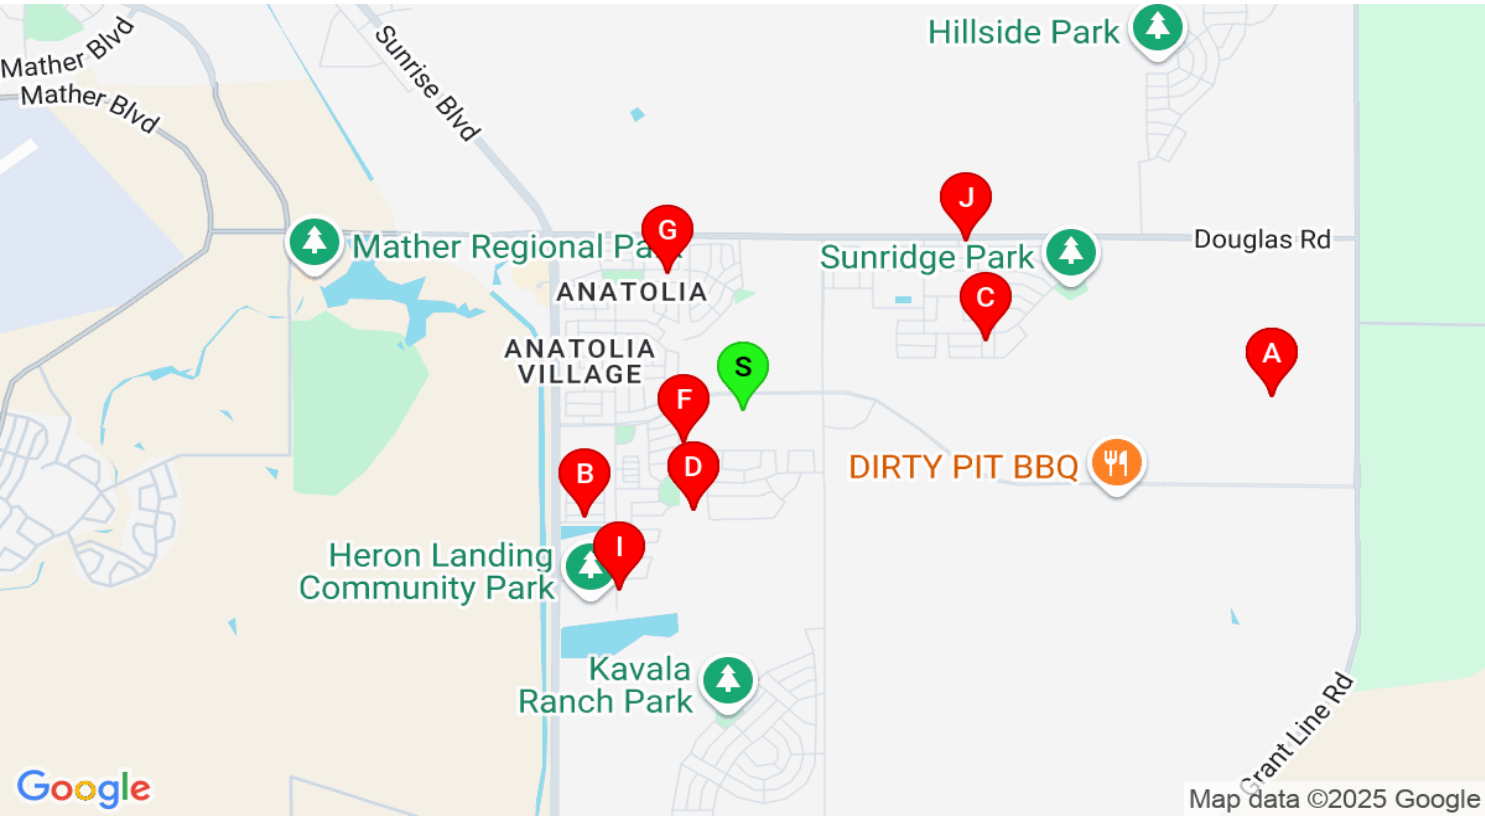 Hillside Park
Mather Blvd
Mather Blvd
Sunrise Blvd
J
G
Mather Regional Park
Douglas Rd
Sunridge Park
ANATOLIA
C
ANATOLIA
VILLAGE
S
A
F
D
B
DIRTY PIT BBQ
I
Heron Landing
Community Park
Kavala
Ranch Park
Grant Line Rd
Google
Map data ©2025 Google